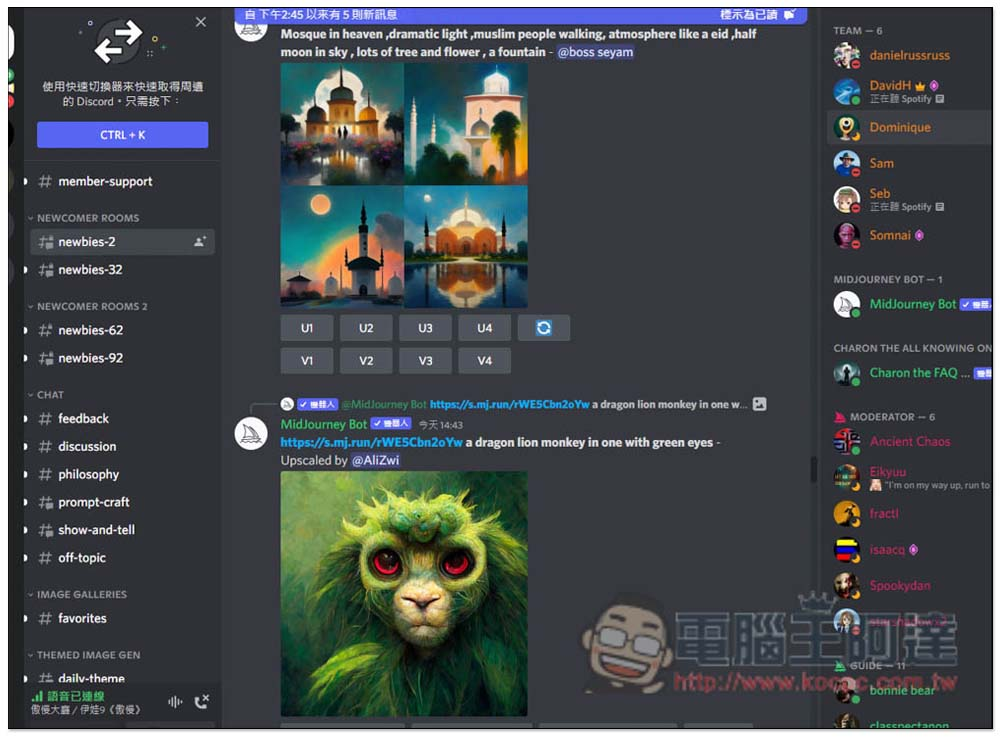 使用快速切換器來快速取得周遭
的 Discord。只需按下：
CTRL + K
member-support
NEWCOMER ROOMS
newbies-2
newbies-32
NEWCOMER ROOMS 2
newbies-62
newbies-92
CHAT
feedback
discussion
philosophy
prompt-craft
show-and-tell
off-topic
IMAGE GALLERIES
favorites
THEMED IMAGE GEN
daily-theme
語音已連線
傲慢大廳 / 伊娃9《傲慢》
自 下午2:45 以來有 5 則新訊息
標示為已讀
Mosque in heaven ,dramatic light ,muslim people walking, atmosphere like a eid ,half
moon in sky , lots of tree and flower , a fountain - @boss seyam
U1 U2 U3 U4
V1 V2 V3 V4
機器人 @MidJourney Bot https://s.mj.run/rWE5Cbn2oYw a dragon lion monkey in one w...
MidJourney Bot 機器人 今天 14:43
https://s.mj.run/rWE5Cbn2oYw a dragon lion monkey in one with green eyes -
Upscaled by @AliZwi
TEAM — 6
danielrussruss
DavidH
正在聽 Spotify
Dominique
Sam
Seb
正在聽 Spotify
Somnai
MIDJOURNEY BOT — 1
MidJourney Bot 機器
CHARON THE ALL KNOWING ON
Charon the FAQ ... 機器
MODERATOR — 6
Ancient Chaos
Eikyuu
"I'm on my way up, run to
fractl
isaacq
Spookydan
GUIDE — 11
bonnie bear
classpectanon
電腦王阿達
http://www.kocpc.com.tw